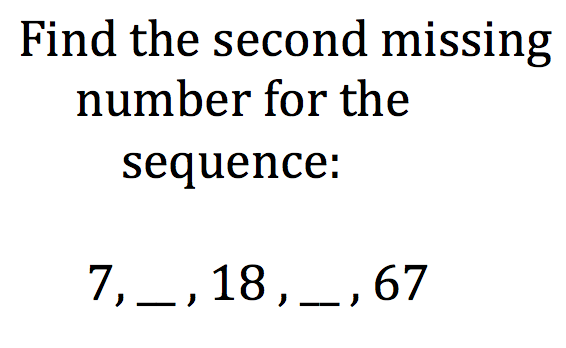 Find the second missing
number for the
sequence:
7, __ , 18 , __ , 67